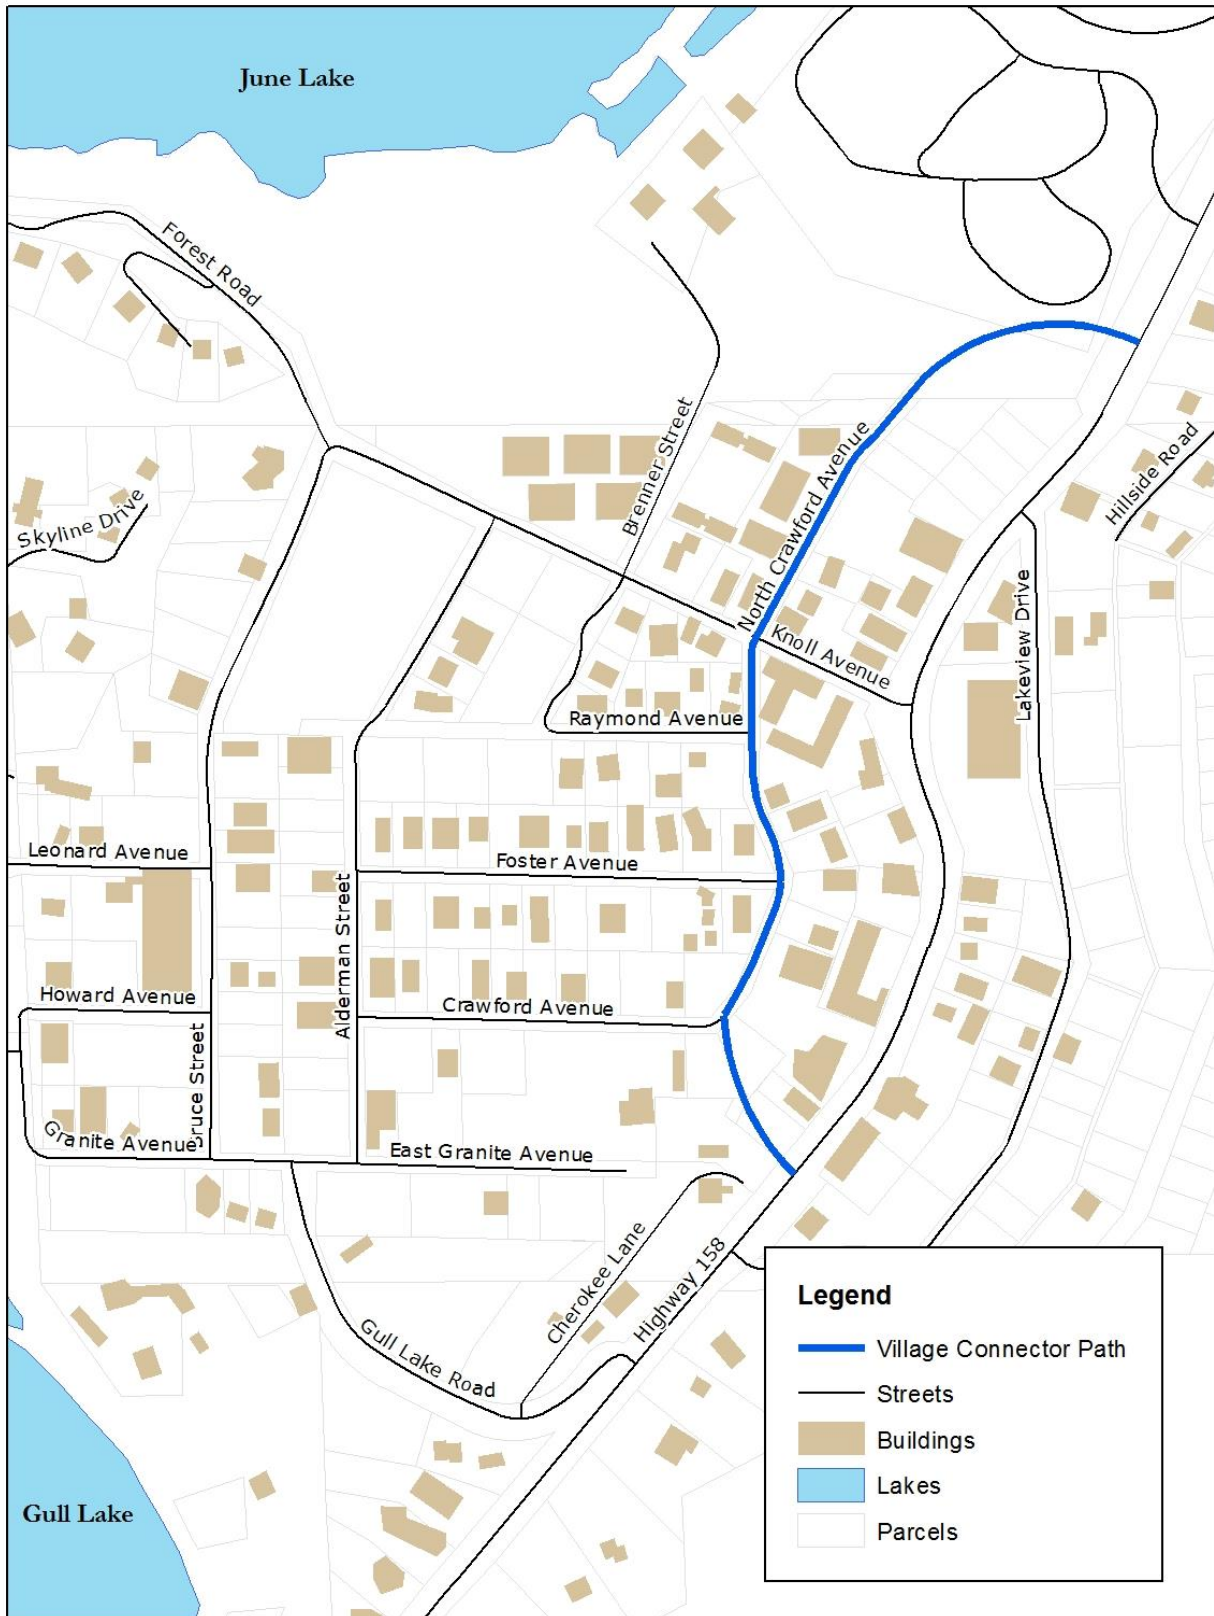 June Lake
Forest Road
Brenner Street
North Crawford Avenue
Hillside Road
Skyline Drive
Lakeview Drive
Knoll Avenue
Raymond Avenue
Leonard Avenue
Foster Avenue
Alderman Street
Howard Avenue
Crawford Avenue
Bruce Street
Granite Avenue
East Granite Avenue
Cherokee Lane
Highway 158
Gull Lake Road
Gull Lake
Legend
Village Connector Path
Streets
Buildings
Lakes
Parcels